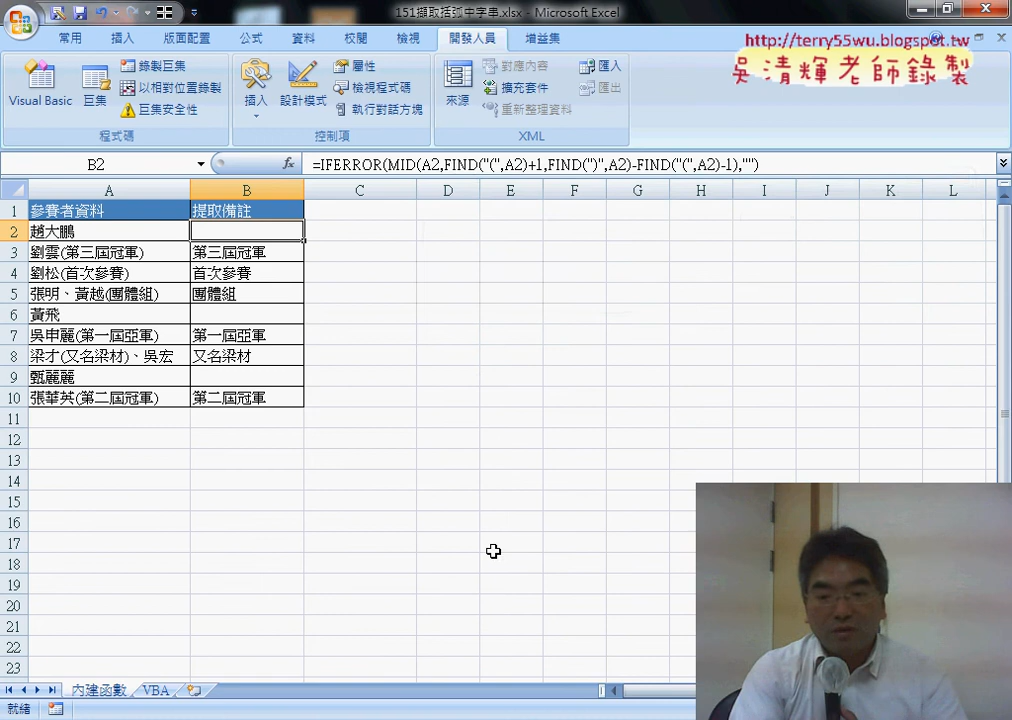 151擷取括弧中字串.xlsx - Microsoft Excel
常用 插入 版面配置 公式 資料 校閱 檢視 開發人員 增益集
http://terry55wu.blogspot.tw
吳清輝老師錄製
Visual Basic 巨集 錄製巨集 以相對位置錄製 巨集安全性
插入 設計模式 屬性 檢視程式碼 執行對話方塊
來源 對應內容 擴充套件 重新整理資料 匯入 匯出
程式碼 控制項 XML
B2 fx =IFERROR(MID(A2,FIND("(",A2)+1,FIND(")",A2)-FIND("(",A2)-1),"")
A B C D E F G H I J K L
1 參賽者資料 提取備註
2 趙大鵬
3 劉雲(第三屆冠軍) 第三屆冠軍
4 劉松(首次參賽) 首次參賽
5 張明、黃越(團體組) 團體組
6 黃飛
7 吳申麗(第一屆亞軍) 第一屆亞軍
8 梁才(又名梁材)、吳宏 又名梁材
9 甄麗麗
10 張華英(第二屆冠軍) 第二屆冠軍
11
12
13
14
15
16
17
18
19
20
21
22
23
內建函數 VBA
就緒